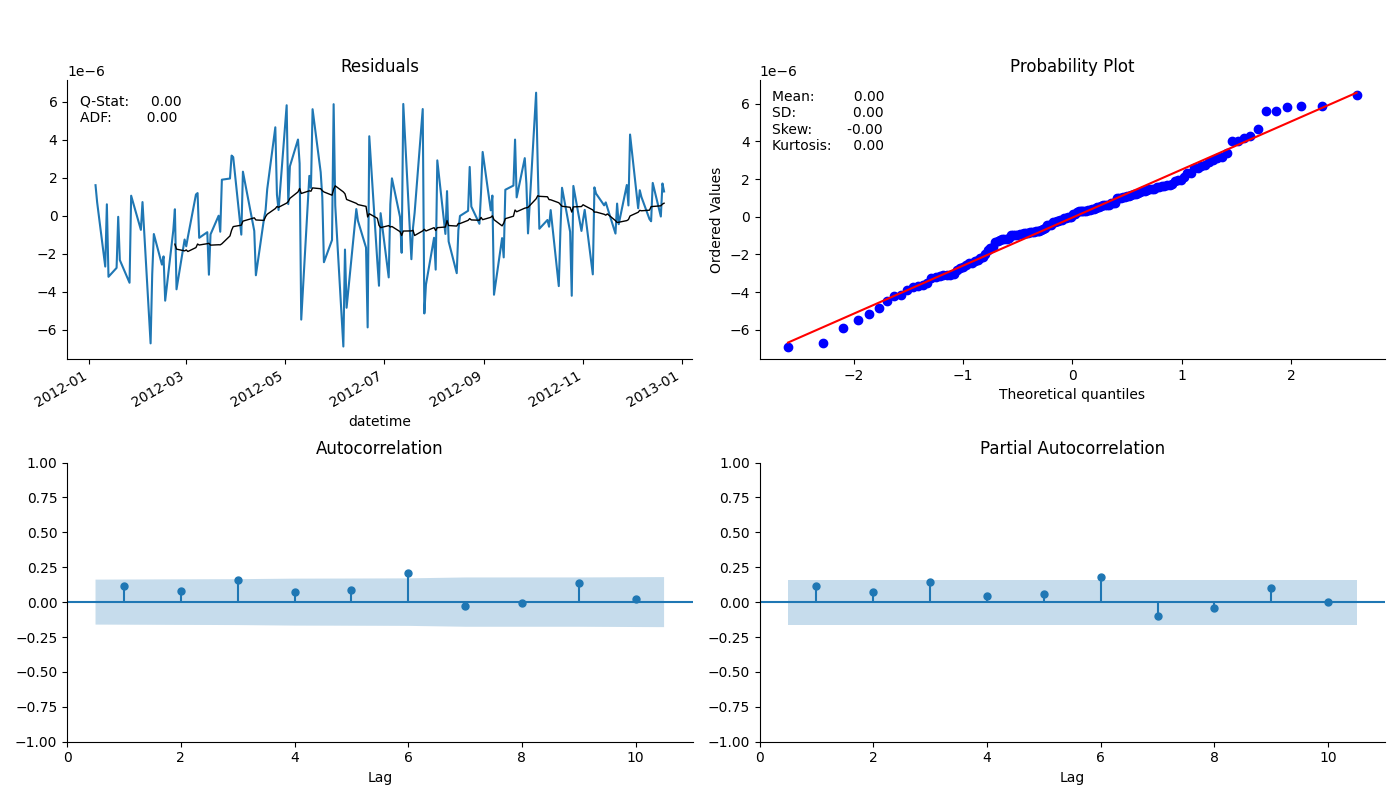 Residuals
1e−6
Q-Stat: 0.00
ADF: 0.00
6
4
2
0
−2
−4
−6
2012-01
2012-03
2012-05
2012-07
2012-09
2012-11
2013-01
datetime
Probability Plot
1e−6
Mean: 0.00
SD: 0.00
Skew: -0.00
Kurtosis: 0.00
Ordered Values
6
4
2
0
−2
−4
−6
−2 −1 0 1 2
Theoretical quantiles
Autocorrelation
1.00
0.75
0.50
0.25
0.00
−0.25
−0.50
−0.75
−1.00
0 2 4 6 8 10
Lag
Partial Autocorrelation
1.00
0.75
0.50
0.25
0.00
−0.25
−0.50
−0.75
−1.00
0 2 4 6 8 10
Lag